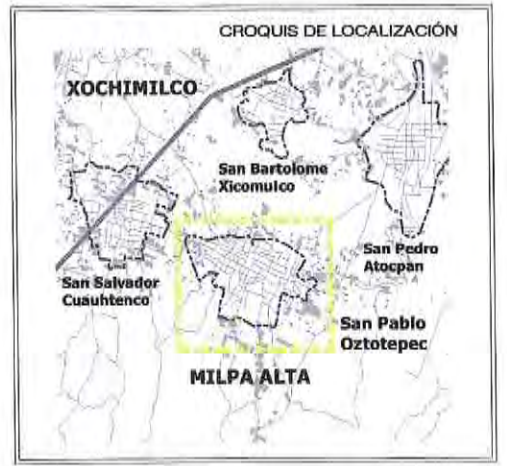 CROQUIS DE LOCALIZACIÓN
XOCHIMILCO
San Bartolome
Xicomulco
San Pedro
Atocpan
San Salvador
Cuauhtenco
San Pablo
Oztotepec
MILPA ALTA